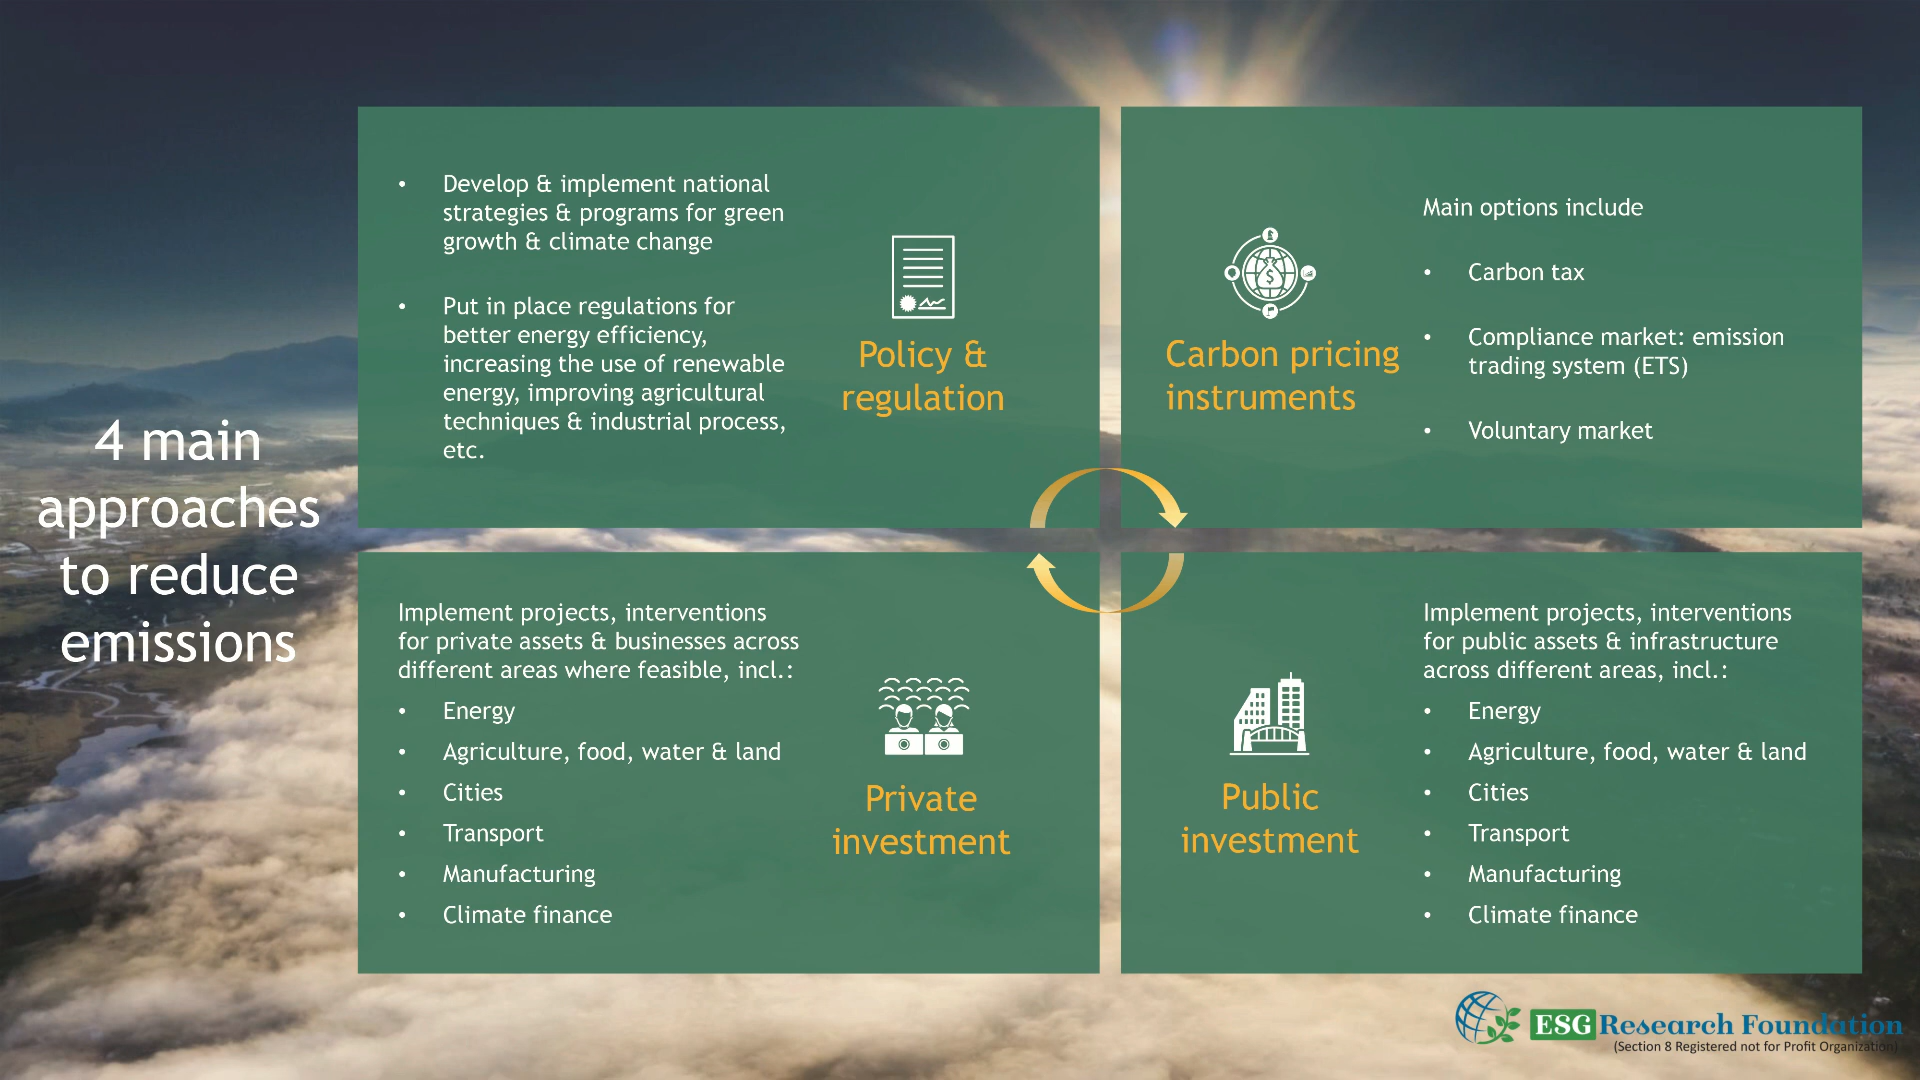 4 main
approaches
to reduce
emissions
• Develop & implement national
strategies & programs for green
growth & climate change
• Put in place regulations for
better energy efficiency,
increasing the use of renewable
energy, improving agricultural
techniques & industrial process,
etc.
Policy &
regulation
Carbon pricing
instruments
Main options include
• Carbon tax
• Compliance market: emission
trading system (ETS)
• Voluntary market
Implement projects, interventions
for private assets & businesses across
different areas where feasible, incl.:
• Energy
• Agriculture, food, water & land
• Cities
• Transport
• Manufacturing
• Climate finance
Private
investment
Public
investment
Implement projects, interventions
for public assets & infrastructure
across different areas, incl.:
• Energy
• Agriculture, food, water & land
• Cities
• Transport
• Manufacturing
• Climate finance
ESG Research Foundation
(Section 8 Registered not for Profit Organization)